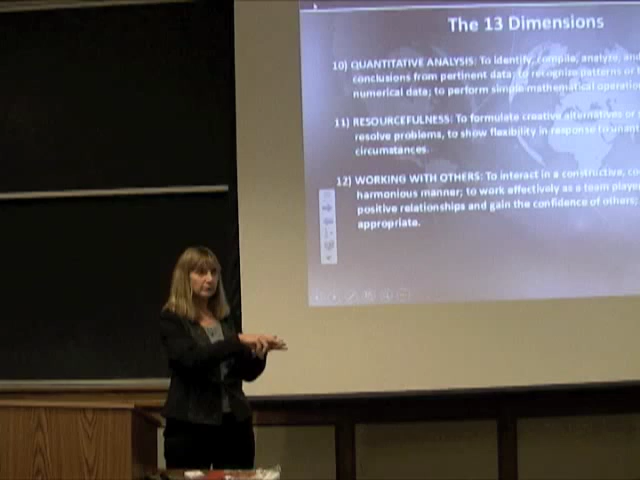 The 13 Dimensions
10) QUANTITATIVE ANALYSIS: To identify, compile, analyze, and
conclusions from pertinent data; to recognize patterns or
numerical data; to perform simple mathematical
11) RESOURCEFULNESS: To formulate creative alternatives or
resolve problems, to show flexibility in response to
circumstances.
12) WORKING WITH OTHERS: To interact in a constructive,
harmonious manner; to work effectively as a team
positive relationships and gain the confidence of others;
appropriate.